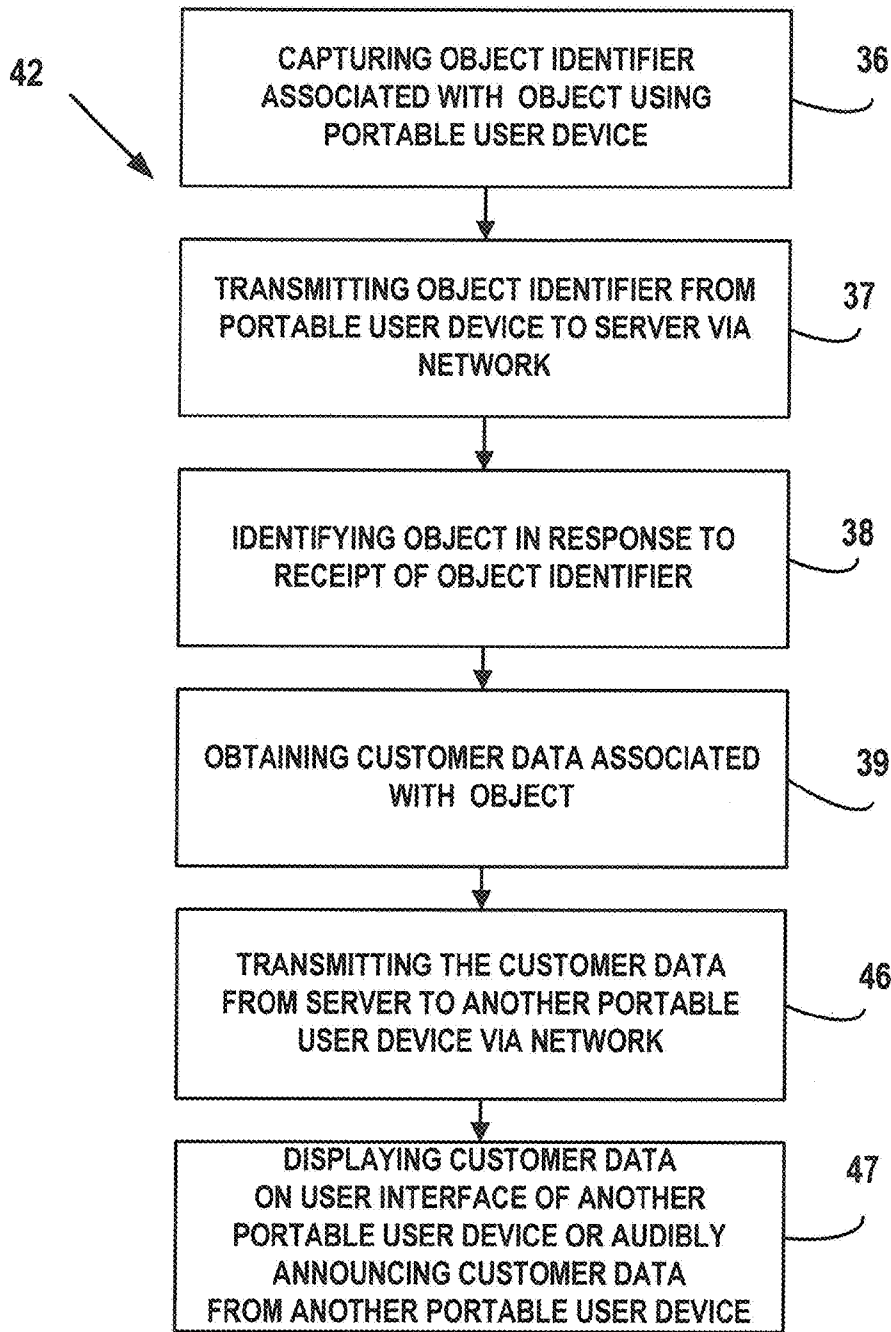 42
CAPTURING OBJECT IDENTIFIER
ASSOCIATED WITH OBJECT USING
PORTABLE USER DEVICE
36
TRANSMITTING OBJECT IDENTIFIER FROM
PORTABLE USER DEVICE TO SERVER VIA
NETWORK
37
IDENTIFYING OBJECT IN RESPONSE TO
RECEIPT OF OBJECT IDENTIFIER
38
OBTAINING CUSTOMER DATA ASSOCIATED
WITH OBJECT
39
TRANSMITTING THE CUSTOMER DATA
FROM SERVER TO ANOTHER PORTABLE
USER DEVICE VIA NETWORK
46
DISPLAYING CUSTOMER DATA
ON USER INTERFACE OF ANOTHER
PORTABLE USER DEVICE OR AUDIBLY
ANNOUNCING CUSTOMER DATA
FROM ANOTHER PORTABLE USER DEVICE
47